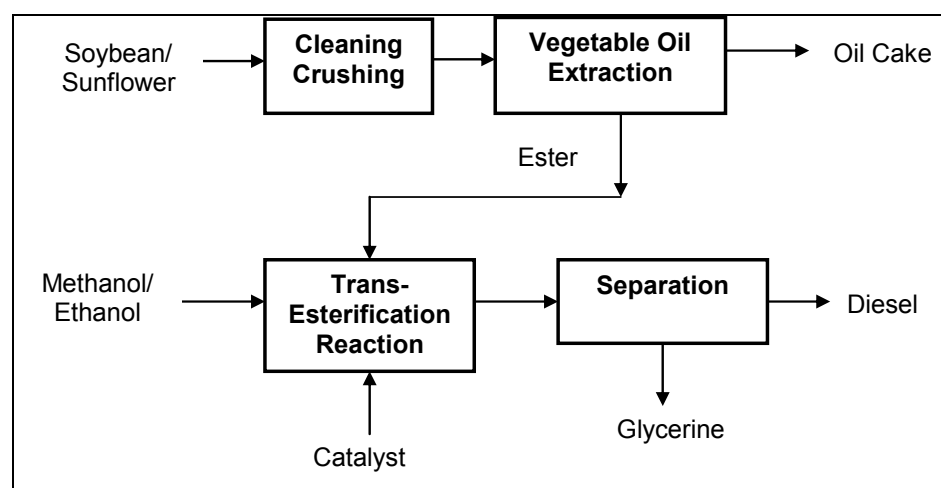 Soybean/
Sunflower
Cleaning
Crushing
Vegetable Oil
Extraction
Oil Cake
Ester
Methanol/
Ethanol
Trans-
Esterification
Reaction
Separation
Diesel
Catalyst
Glycerine